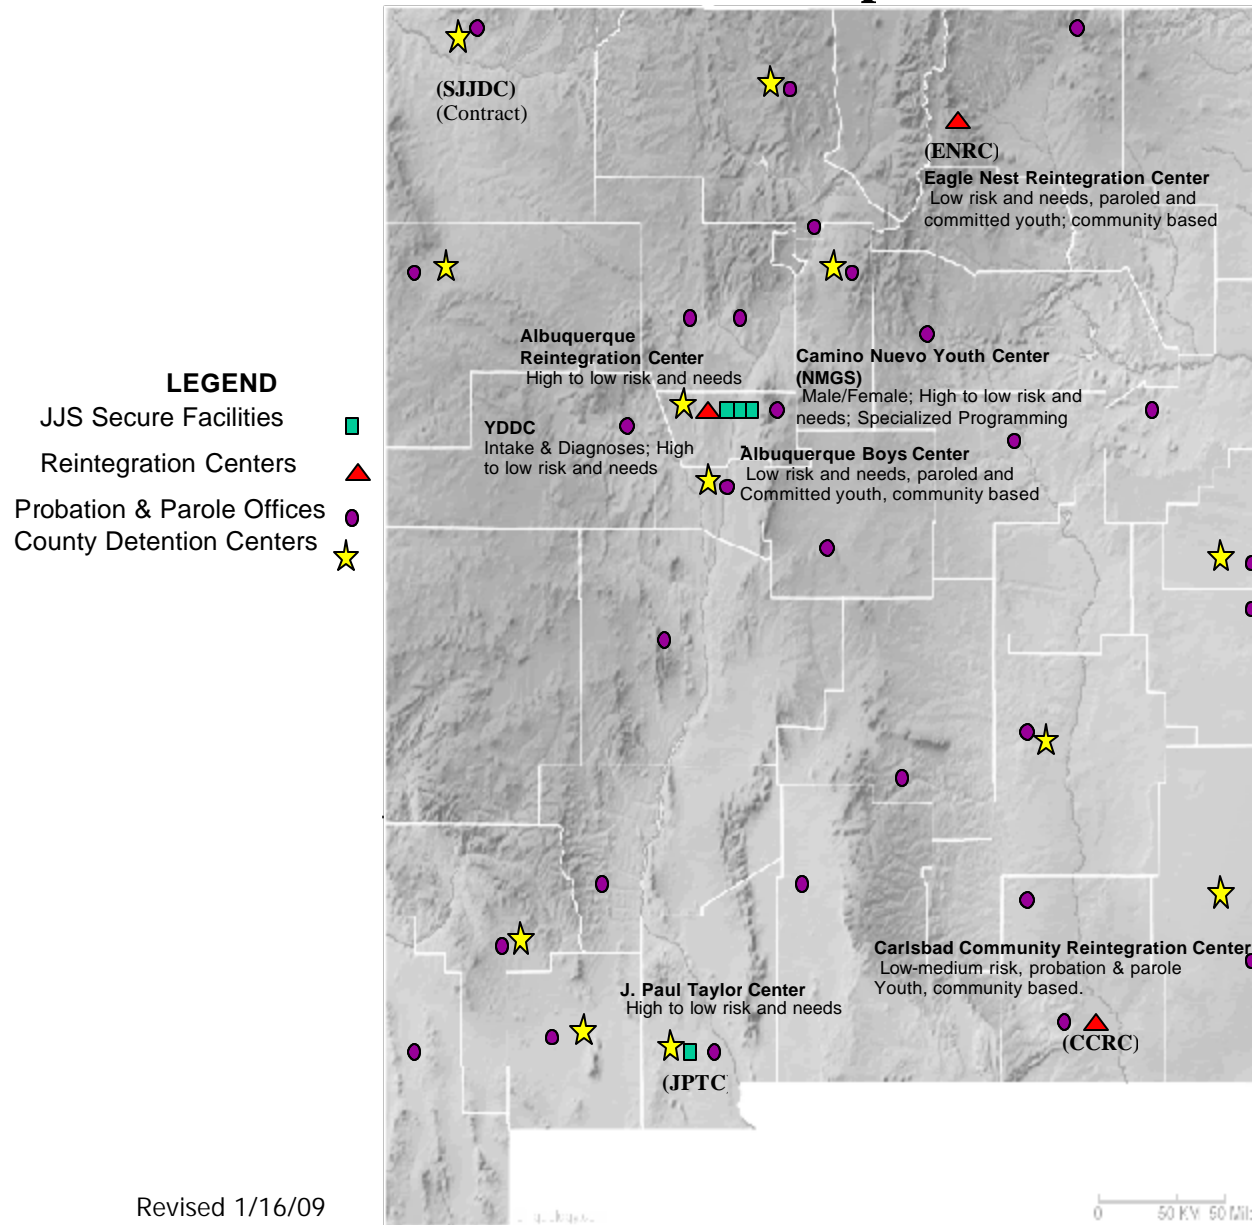 (SJJDC)
(Contract)
(ENRC)
Eagle Nest Reintegration Center
Low risk and needs, paroled and
committed youth; community based
Albuquerque
Reintegration Center
High to low risk and needs
Camino Nuevo Youth Center
(NMGS)
Male/Female; High to low risk and
needs; Specialized Programming
YDDC
Intake & Diagnoses; High
to low risk and needs
Albuquerque Boys Center
Low risk and needs, paroled and
Committed youth, community based
LEGEND
JJS Secure Facilities
Reintegration Centers
Probation & Parole Offices
County Detention Centers
Carlsbad Community Reintegration Center
Low-medium risk, probation & parole
Youth, community based.
(CCRC)
J. Paul Taylor Center
High to low risk and needs
(JPTC)
Revised 1/16/09
0 50 KM 50 Mil